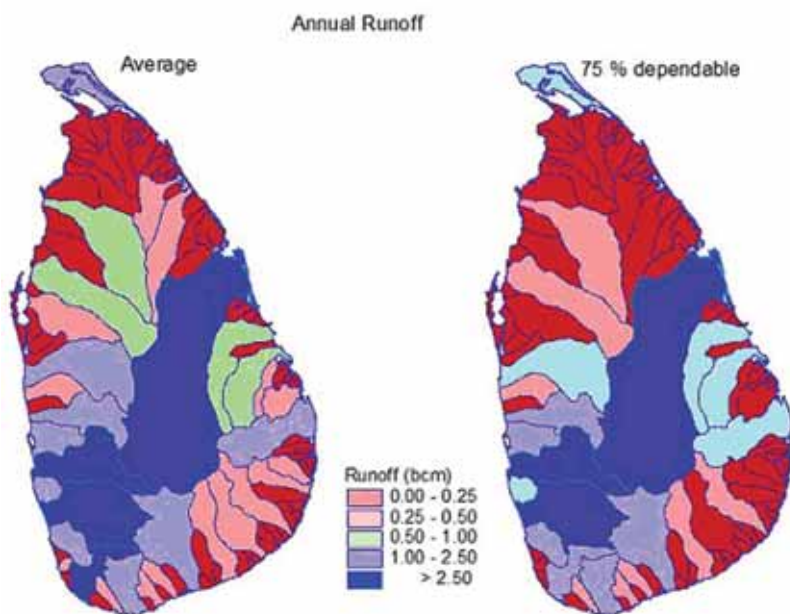 Annual Runoff
Average
75 % dependable
Runoff (bcm)
0.00 - 0.25
0.25 - 0.50
0.50 - 1.00
1.00 - 2.50
> 2.50